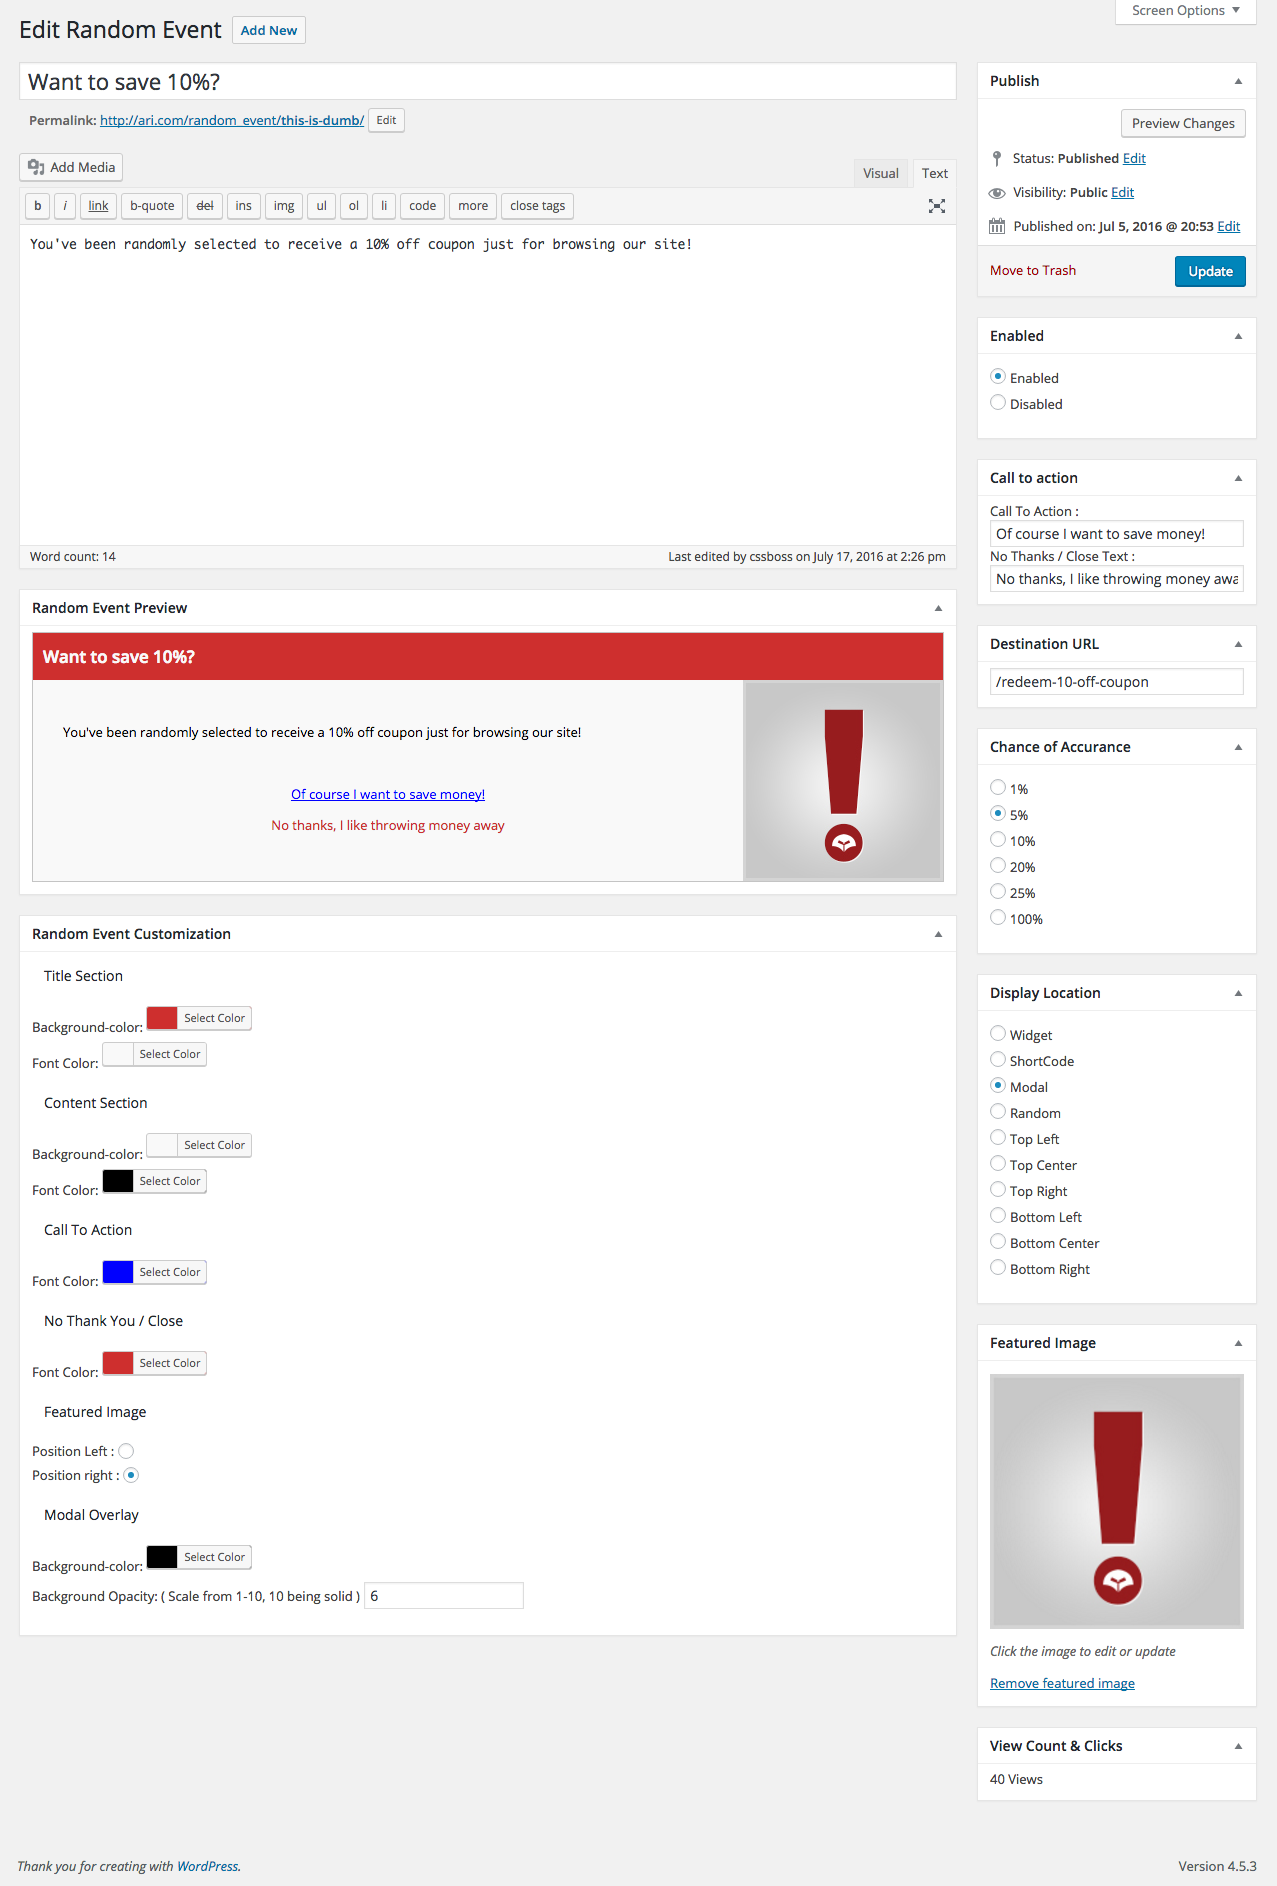 Screen Options
Edit Random Event
Add New
Want to save 10%?
Permalink: http://ari.com/random_event/this-is-dumb/ Edit
Add Media
Visual
Text
b
i
link
b-quote
del
ins
img
ul
ol
li
code
more
close tags
You've been randomly selected to receive a 10% off coupon just for browsing our site!
Word count: 14
Last edited by cssboss on July 17, 2016 at 2:26 pm
Random Event Preview
Want to save 10%?
You've been randomly selected to receive a 10% off coupon just for browsing our site!
Of course I want to save money!
No thanks, I like throwing money away
Random Event Customization
Title Section
Background-color: Select Color
Font Color: Select Color
Content Section
Background-color: Select Color
Font Color: Select Color
Call To Action
Font Color: Select Color
No Thank You / Close
Font Color: Select Color
Featured Image
Position Left :
Position right :
Modal Overlay
Background-color: Select Color
Background Opacity: ( Scale from 1-10, 10 being solid ) 6
Publish
Preview Changes
Status: Published Edit
Visibility: Public Edit
Published on: Jul 5, 2016 @ 20:53 Edit
Move to Trash
Update
Enabled
Enabled
Disabled
Call to action
Call To Action :
Of course I want to save money!
No Thanks / Close Text :
No thanks, I like throwing money awa
Destination URL
/redeem-10-off-coupon
Chance of Accurance
1%
5%
10%
20%
25%
100%
Display Location
Widget
ShortCode
Modal
Random
Top Left
Top Center
Top Right
Bottom Left
Bottom Center
Bottom Right
Featured Image
Click the image to edit or update
Remove featured image
View Count & Clicks
40 Views
Thank you for creating with WordPress.
Version 4.5.3